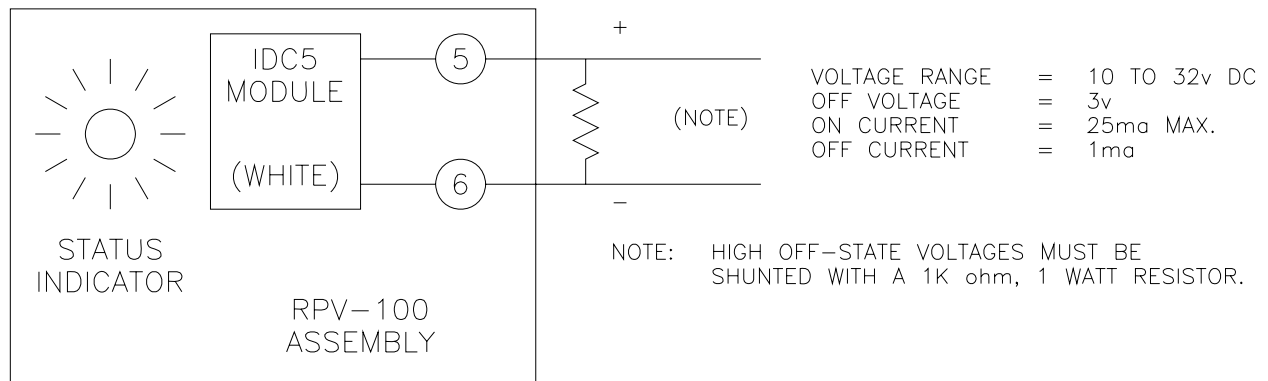 IDC5
MODULE
(WHITE)
5
6
+
(NOTE)
–
VOLTAGE RANGE = 10 TO 32v DC
OFF VOLTAGE = 3v
ON CURRENT = 25ma MAX.
OFF CURRENT = 1ma
STATUS
INDICATOR
RPV–100
ASSEMBLY
NOTE: HIGH OFF–STATE VOLTAGES MUST BE
SHUNTED WITH A 1K ohm, 1 WATT RESISTOR.